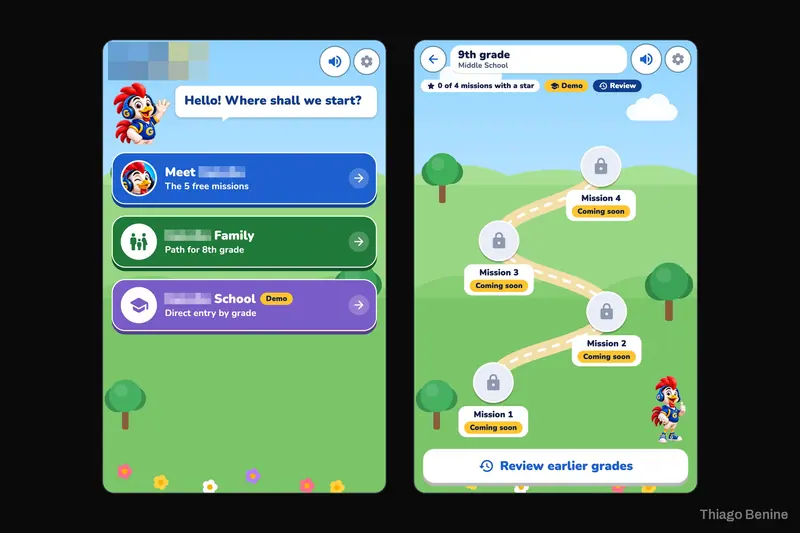 Hello! Where shall we start?
Meet
The 5 free missions
Family
Path for 8th grade
School Demo
Direct entry by grade
9th grade
Middle School
0 of 4 missions with a star Demo Review
Mission 4
Coming soon
Mission 3
Coming soon
Mission 2
Coming soon
Mission 1
Coming soon
Review earlier grades
Thiago Benine